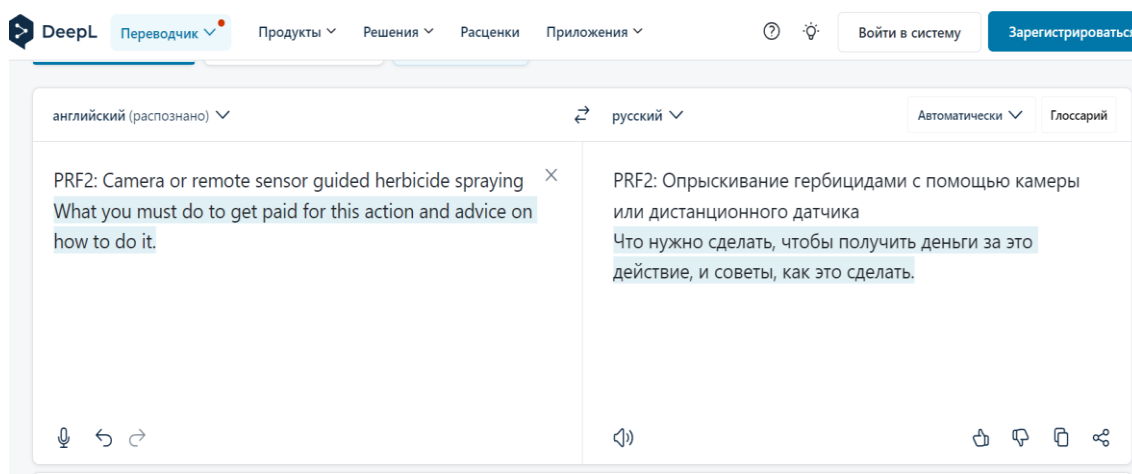 DeepL Переводчик Продукты Решения Расценки Приложения Войти в систему Зарегистрироваться
английский (распознано) русский Автоматически Глоссарий
PRF2: Camera or remote sensor guided herbicide spraying
What you must do to get paid for this action and advice on
how to do it.
PRF2: Опрыскивание гербицидами с помощью камеры
или дистанционного датчика
Что нужно сделать, чтобы получить деньги за это
действие, и советы, как это сделать.